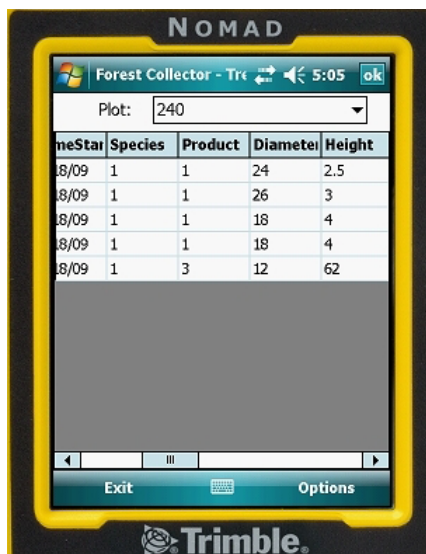 NOMAD
Forest Collector - Tre 5:05 ok
Plot: 240
meStar Species Product Diameter Height
18/09 1 1 24 2.5
18/09 1 1 26 3
18/09 1 1 18 4
18/09 1 1 18 4
18/09 1 3 12 62
Exit Options
Trimble.